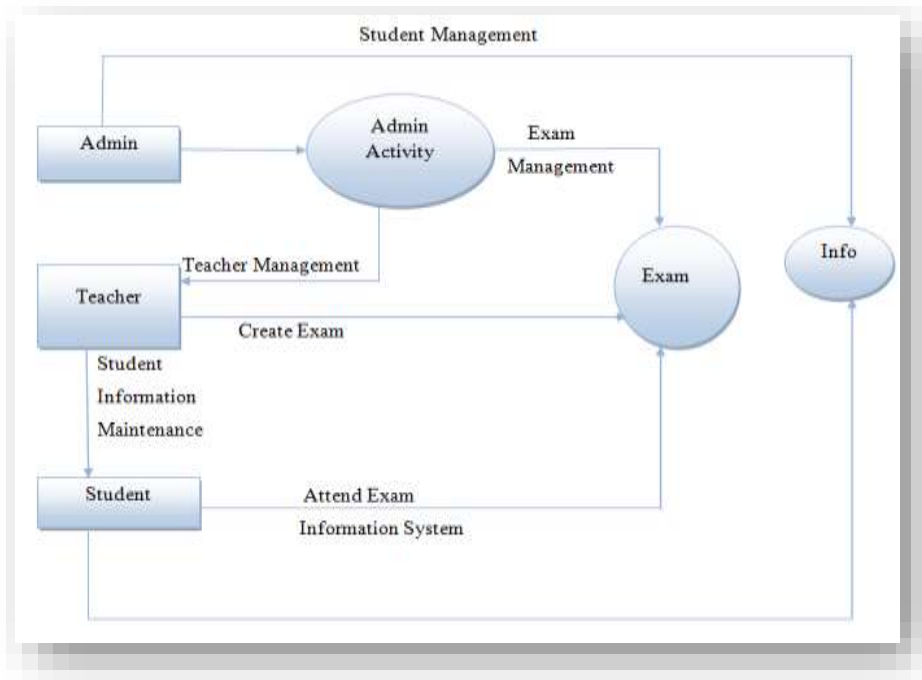 Student Management
Admin
Admin
Activity
Exam
Management
Info
Teacher Management
Exam
Teacher
Create Exam
Student
Information
Maintenance
Student
Attend Exam
Information System